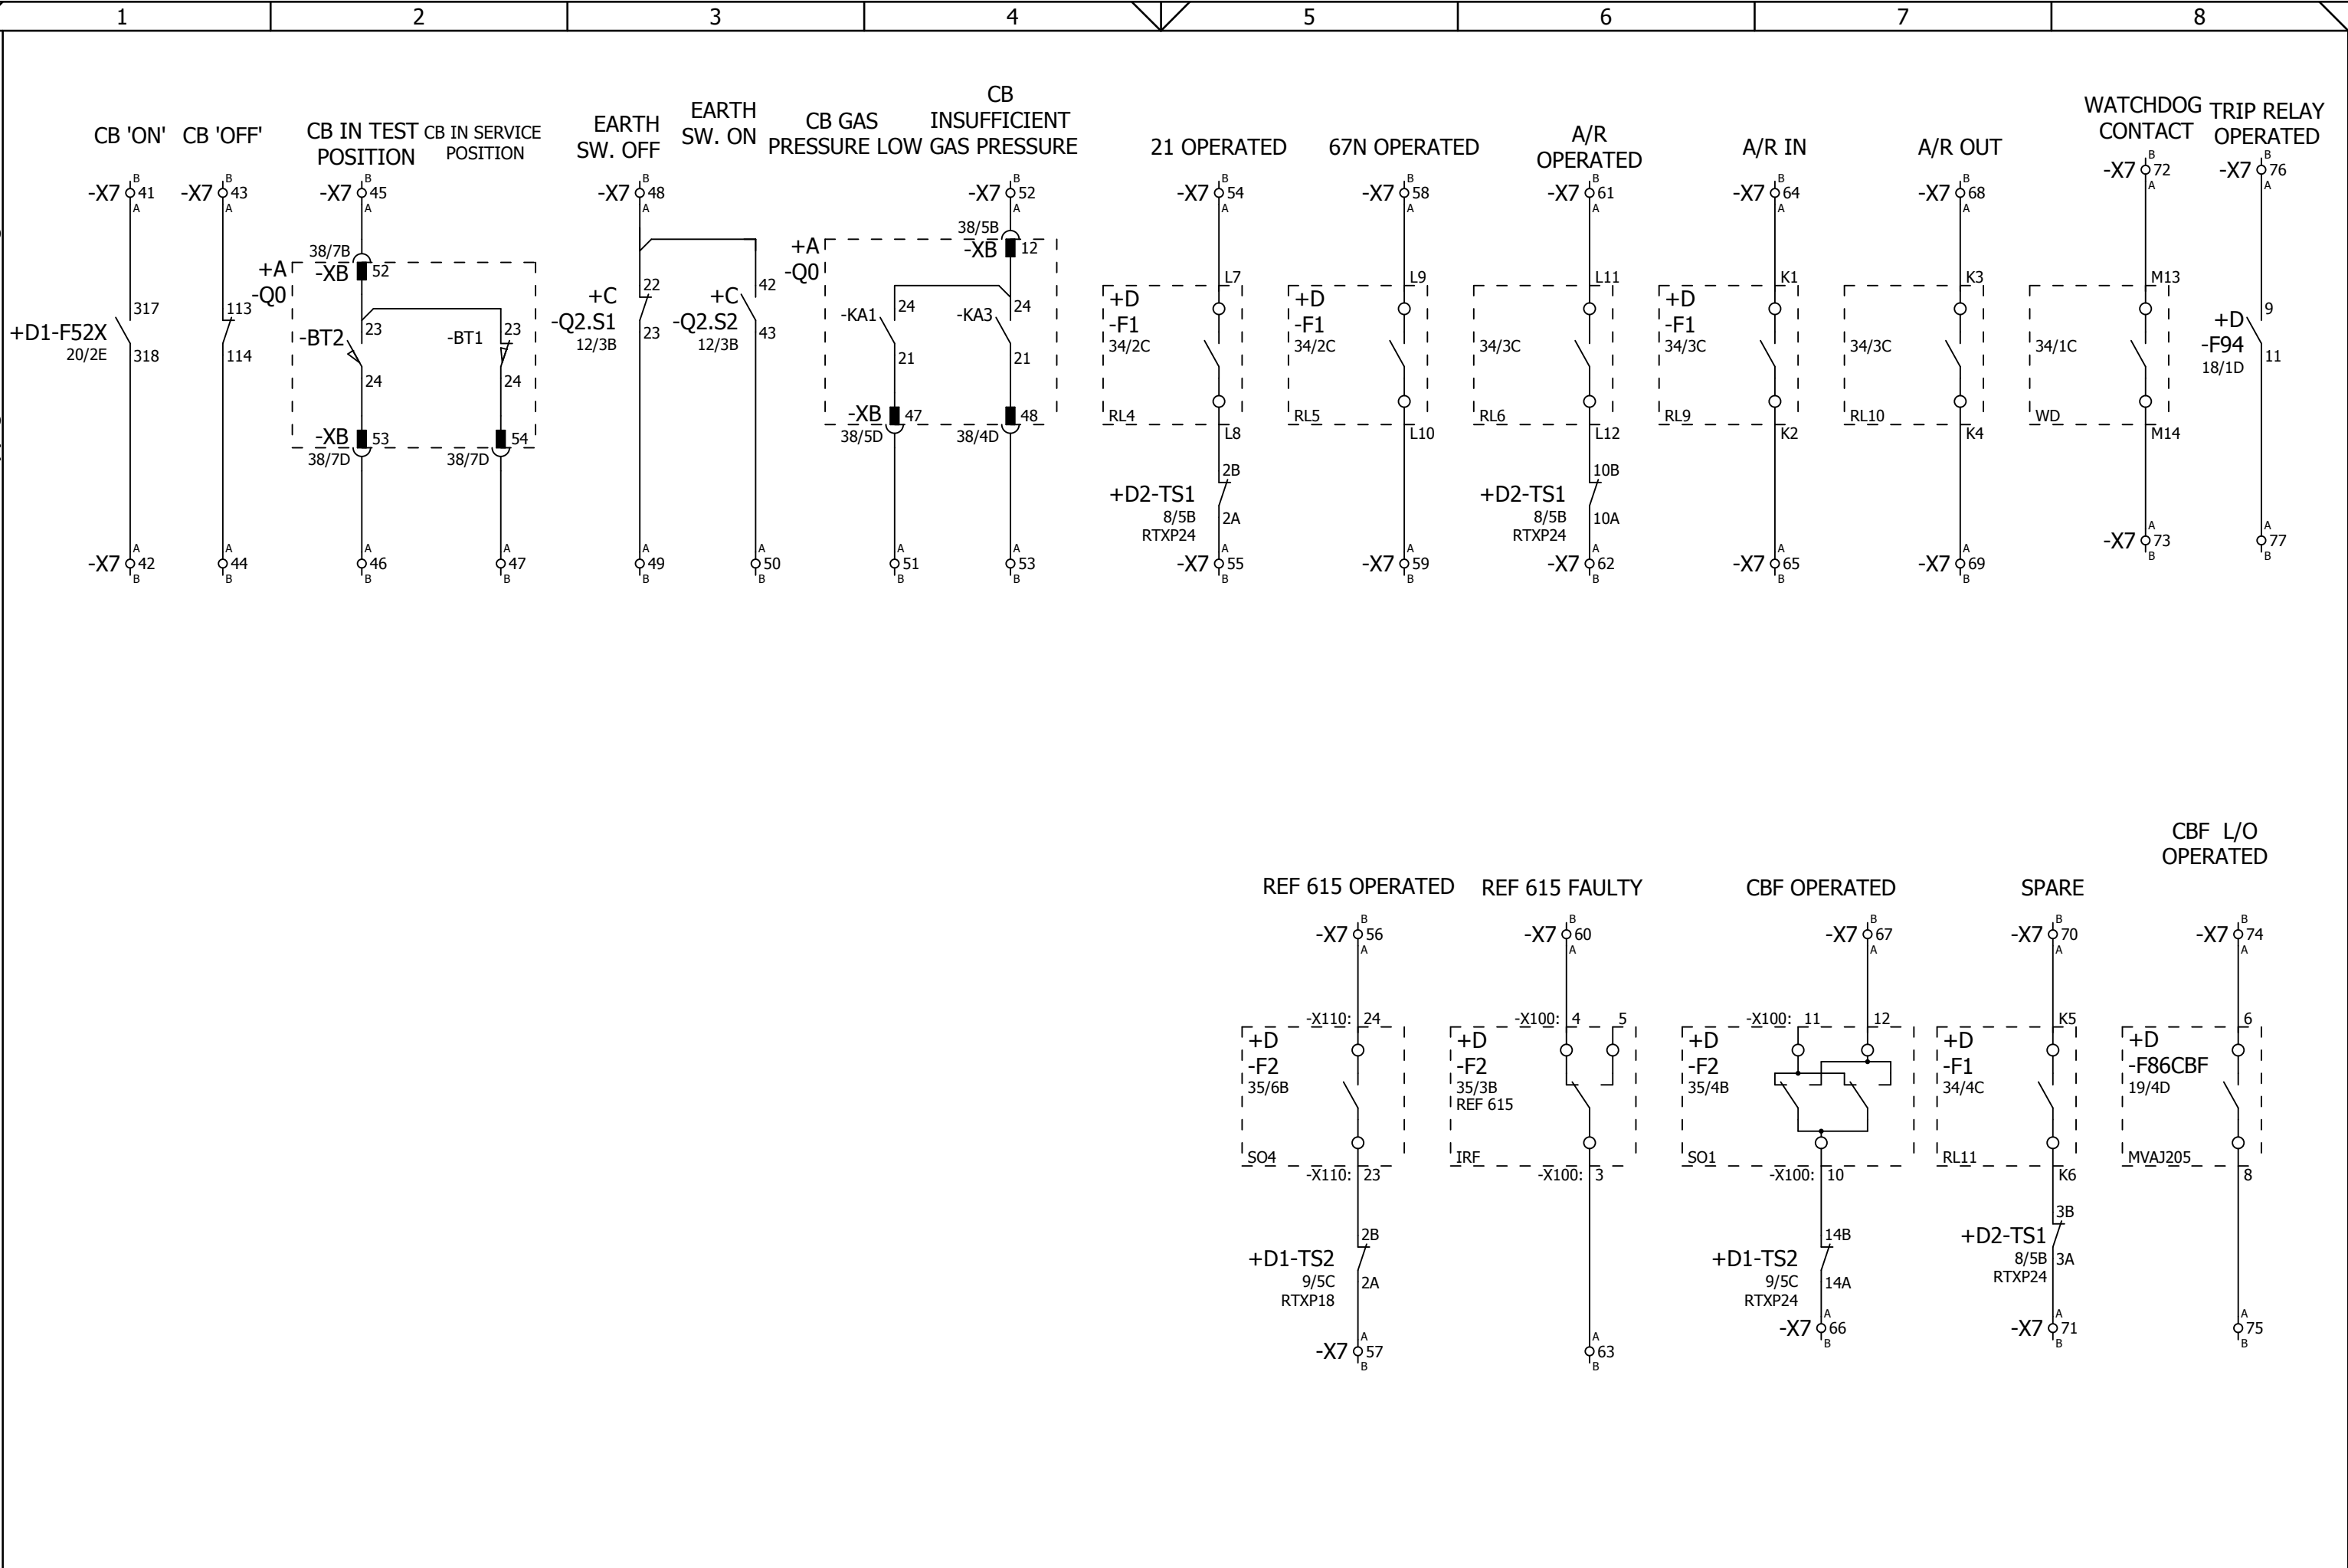 1 2 3 4 5 6 7 8
CB 'ON'
CB 'OFF'
CB IN TEST
POSITION
CB IN SERVICE
POSITION
EARTH
SW. OFF
EARTH
SW. ON
CB GAS
PRESSURE LOW
CB
INSUFFICIENT
GAS PRESSURE
21 OPERATED
67N OPERATED
A/R
OPERATED
A/R IN
A/R OUT
WATCHDOG
CONTACT
TRIP RELAY
OPERATED
B
-X7 41
A
317
+D1-F52X
20/2E
318
A
-X7 42
B
B
-X7 43
A
113
114
A
44
B
B
-X7 45
A
38/7B
-XB 52
+A
-Q0
23
-BT2
24
-XB 53
38/7D
A
46
B
23
-BT1
24
54
38/7D
A
47
B
B
-X7 48
A
22
+C
-Q2.S1
12/3B
23
A
49
B
42
+C
-Q2.S2
12/3B
43
A
50
B
+A
-Q0
24
-KA1
21
-XB 47
38/5D
A
51
B
B
-X7 52
A
38/5B
-XB 12
24
-KA3
21
48
38/4D
A
53
B
B
-X7 54
A
L7
+D
-F1
34/2C
RL4
L8
2B
+D2-TS1
8/5B
2A
RTXP24
A
-X7 55
B
B
-X7 58
A
L9
+D
-F1
34/2C
RL5
L10
A
-X7 59
B
B
-X7 61
A
L11
34/3C
RL6
L12
10B
+D2-TS1
8/5B
10A
RTXP24
A
-X7 62
B
B
-X7 64
A
K1
+D
-F1
34/3C
RL9
K2
A
-X7 65
B
B
-X7 68
A
K3
34/3C
RL10
K4
A
-X7 69
B
B
-X7 72
A
M13
34/1C
WD
M14
A
-X7 73
B
B
-X7 76
A
9
+D
-F94
18/1D
11
A
77
B
REF 615 OPERATED
REF 615 FAULTY
CBF OPERATED
SPARE
CBF L/O
OPERATED
B
-X7 56
A
-X110: 24
+D
-F2
35/6B
SO4
-X110: 23
2B
+D1-TS2
9/5C
2A
RTXP18
A
-X7 57
B
B
-X7 60
A
-X100: 4 5
+D
-F2
35/3B
REF 615
IRF
-X100: 3
A
63
B
B
-X7 67
A
-X100: 11 12
+D
-F2
35/4B
SO1
-X100: 10
14B
+D1-TS2
9/5C
14A
RTXP24
A
-X7 66
B
B
-X7 70
A
K5
+D
-F1
34/4C
RL11
K6
3B
+D2-TS1
8/5B
3A
RTXP24
A
-X7 71
B
B
-X7 74
A
6
+D
-F86CBF
19/4D
MVAJ205
8
A
75
B